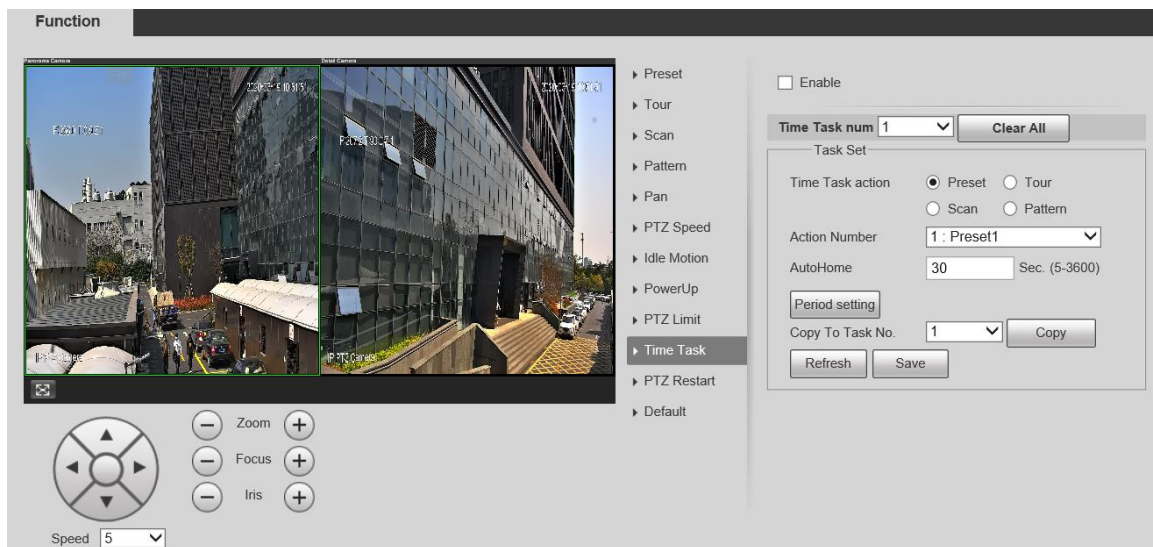 Function
Panorama Camera
Detail Camera
IP PTZ Camera
IP PTZ Camera
Zoom
Focus
Iris
Speed 5
Preset
Tour
Scan
Pattern
Pan
PTZ Speed
Idle Motion
PowerUp
PTZ Limit
Time Task
PTZ Restart
Default
Enable
Time Task num 1 Clear All
Task Set
Time Task action Preset Tour
Scan Pattern
Action Number 1 : Preset1
AutoHome 30 Sec. (5-3600)
Period setting
Copy To Task No. 1 Copy
Refresh Save